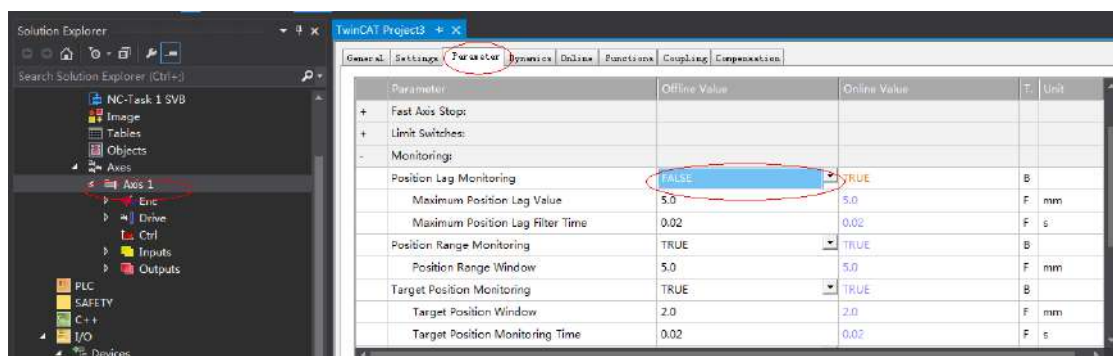 Solution Explorer
TwinCAT Project3
Search Solution Explorer (Ctrl+;)
General Settings Parameter Dynamics Online Functions Coupling Compensation
NC-Task 1 SVB
Image
Tables
Objects
Axes
Axis 1
Enc
Drive
Ctrl
Inputs
Outputs
PLC
SAFETY
C++
I/O
Devices
Parameter Offline Value Online Value T. Unit
+ Fast Axis Stop:
+ Limit Switches:
- Monitoring:
Position Lag Monitoring FALSE TRUE B
Maximum Position Lag Value 5.0 5.0 F mm
Maximum Position Lag Filter Time 0.02 0.02 F s
Position Range Monitoring TRUE TRUE B
Position Range Window 5.0 5.0 F mm
Target Position Monitoring TRUE TRUE B
Target Position Window 2.0 2.0 F mm
Target Position Monitoring Time 0.02 0.02 F s